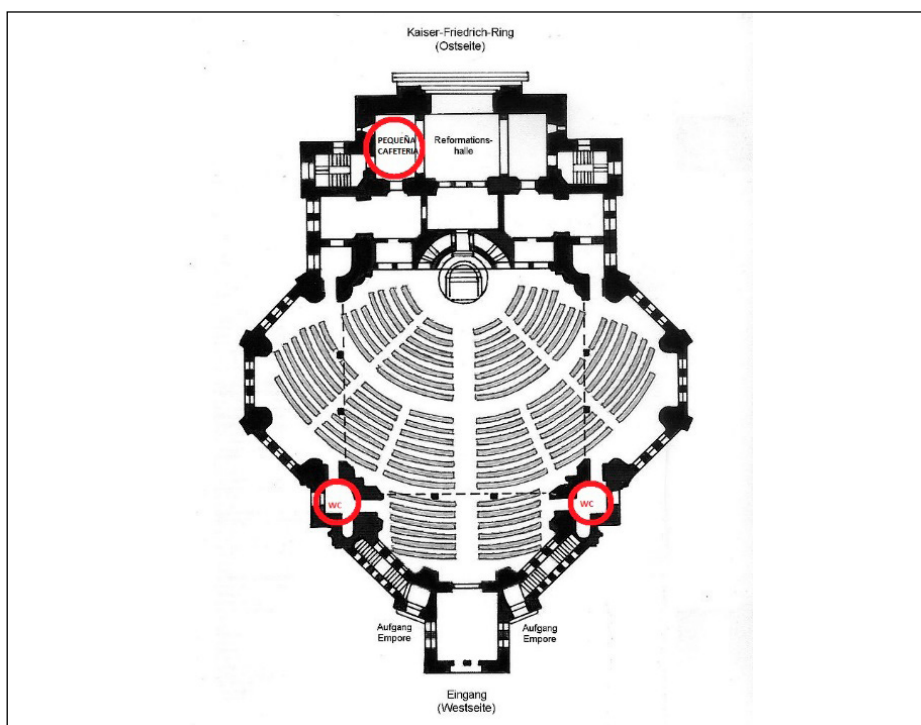 Kaiser-Friedrich-Ring
(Ostseite)
PEQUEÑA
CAFETERIA
Reformations-
halle
WC
WC
Aufgang
Empore
Aufgang
Empore
Eingang
(Westseite)